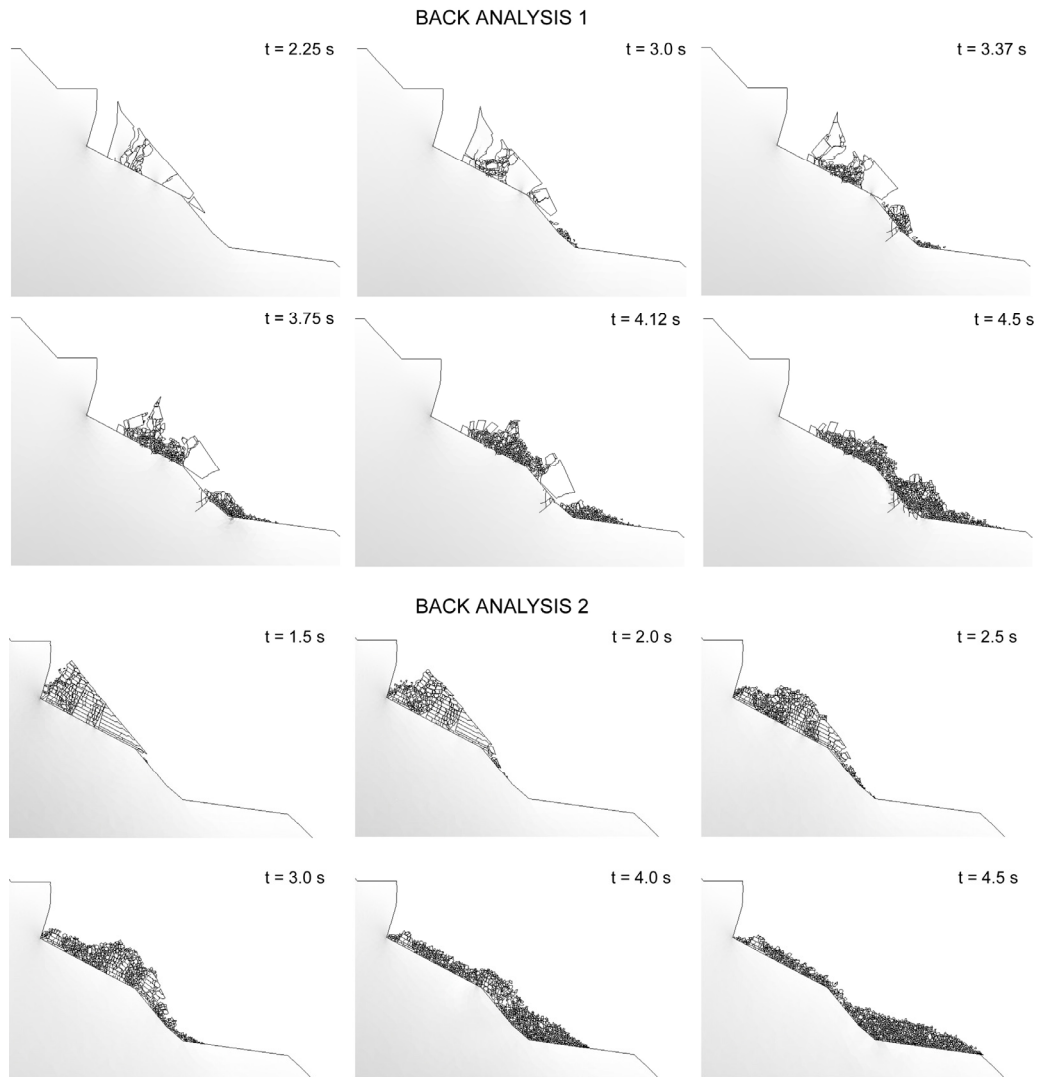 BACK ANALYSIS 1
t = 2.25 s
t = 3.0 s
t = 3.37 s
t = 3.75 s
t = 4.12 s
t = 4.5 s
BACK ANALYSIS 2
t = 1.5 s
t = 2.0 s
t = 2.5 s
t = 3.0 s
t = 4.0 s
t = 4.5 s